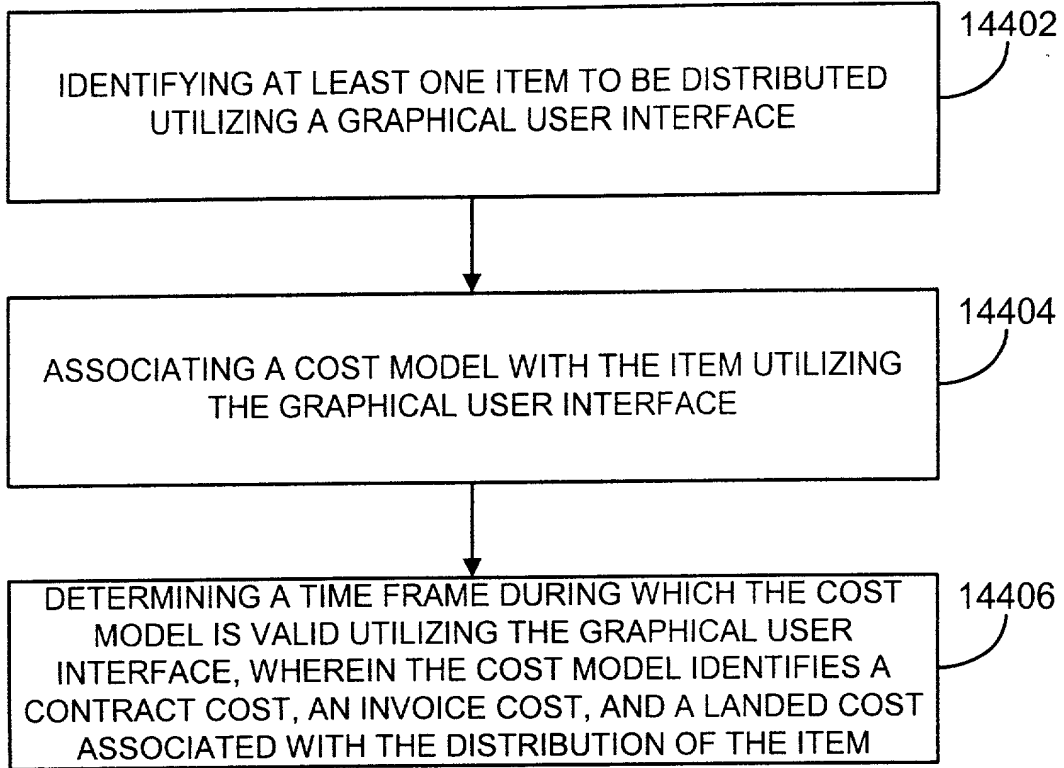 14402
IDENTIFYING AT LEAST ONE ITEM TO BE DISTRIBUTED
UTILIZING A GRAPHICAL USER INTERFACE
14404
ASSOCIATING A COST MODEL WITH THE ITEM UTILIZING
THE GRAPHICAL USER INTERFACE
14406
DETERMINING A TIME FRAME DURING WHICH THE COST
MODEL IS VALID UTILIZING THE GRAPHICAL USER
INTERFACE, WHEREIN THE COST MODEL IDENTIFIES A
CONTRACT COST, AN INVOICE COST, AND A LANDED COST
ASSOCIATED WITH THE DISTRIBUTION OF THE ITEM